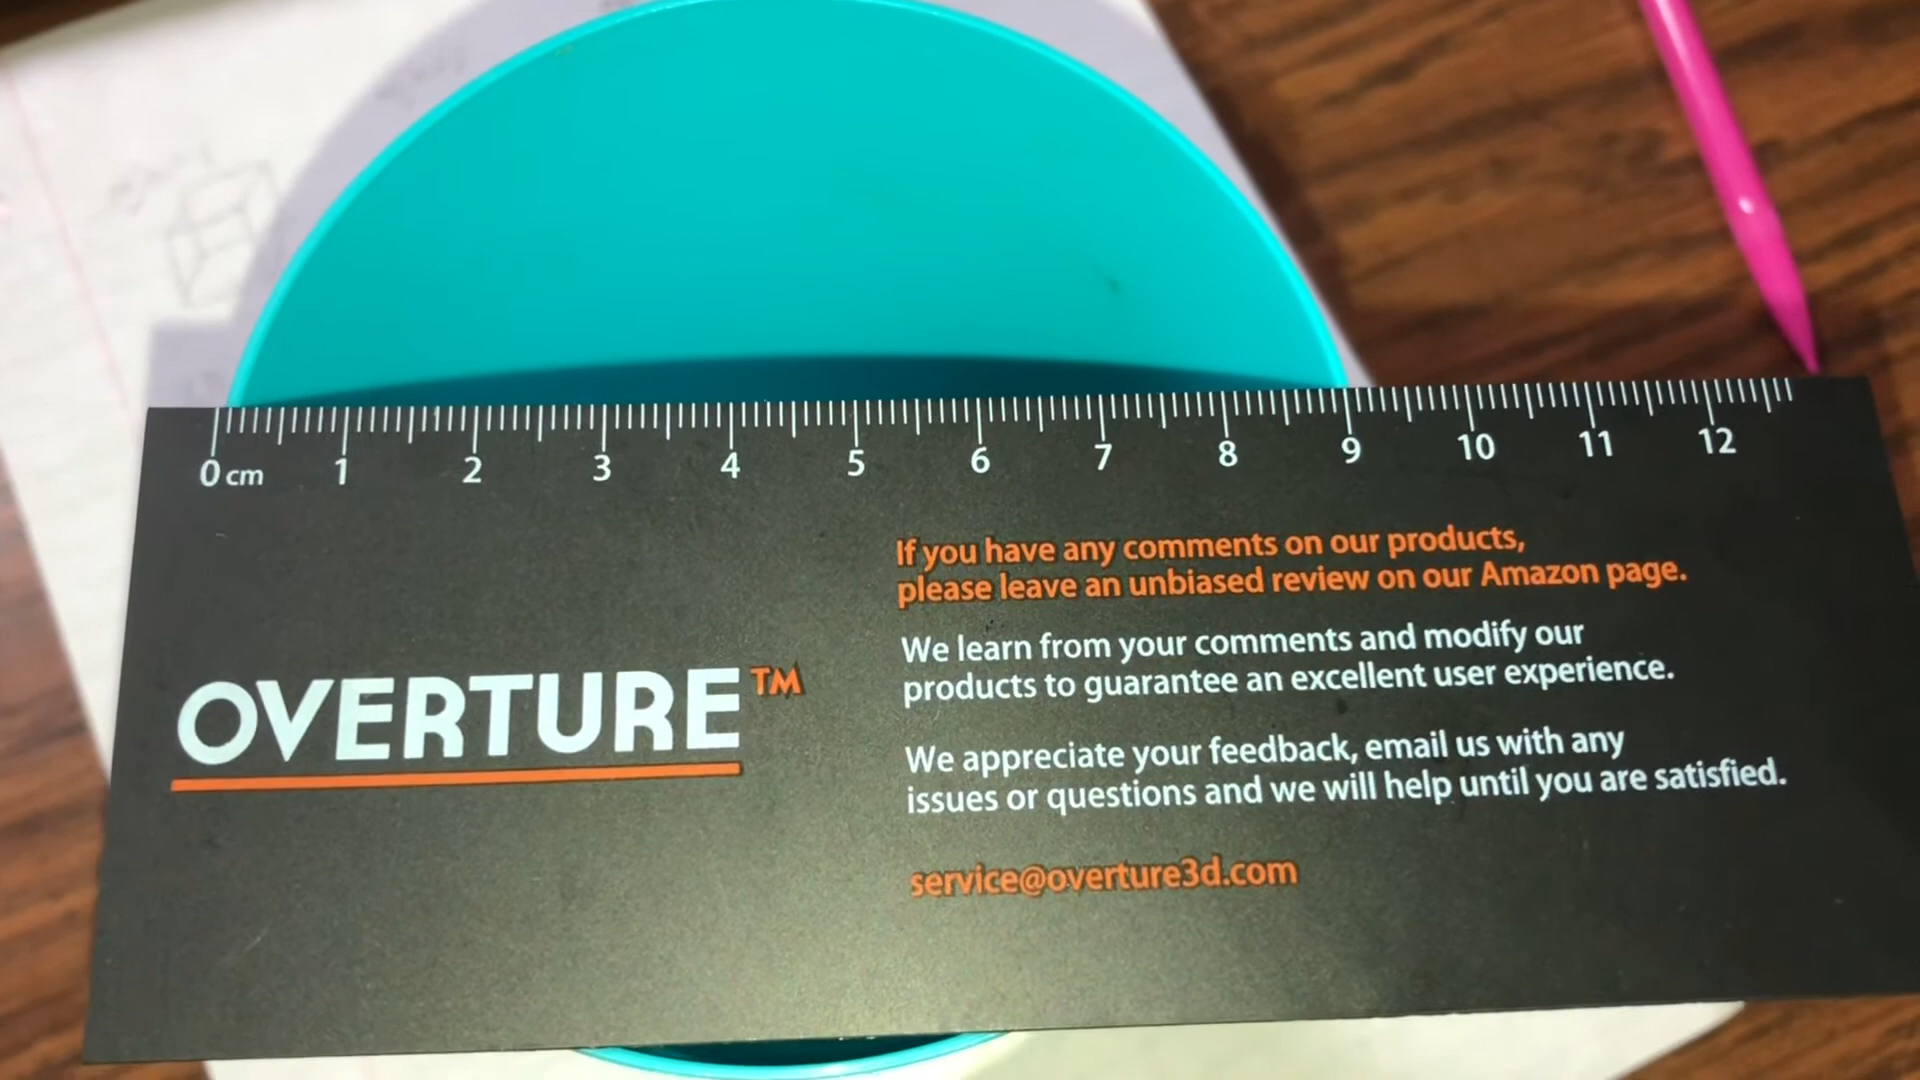 0 cm 1 2 3 4 5 6 7 8 9 10 11 12
OVERTURE™
If you have any comments on our products,
please leave an unbiased review on our Amazon page.
We learn from your comments and modify our
products to guarantee an excellent user experience.
We appreciate your feedback, email us with any
issues or questions and we will help until you are satisfied.
service@overture3d.com